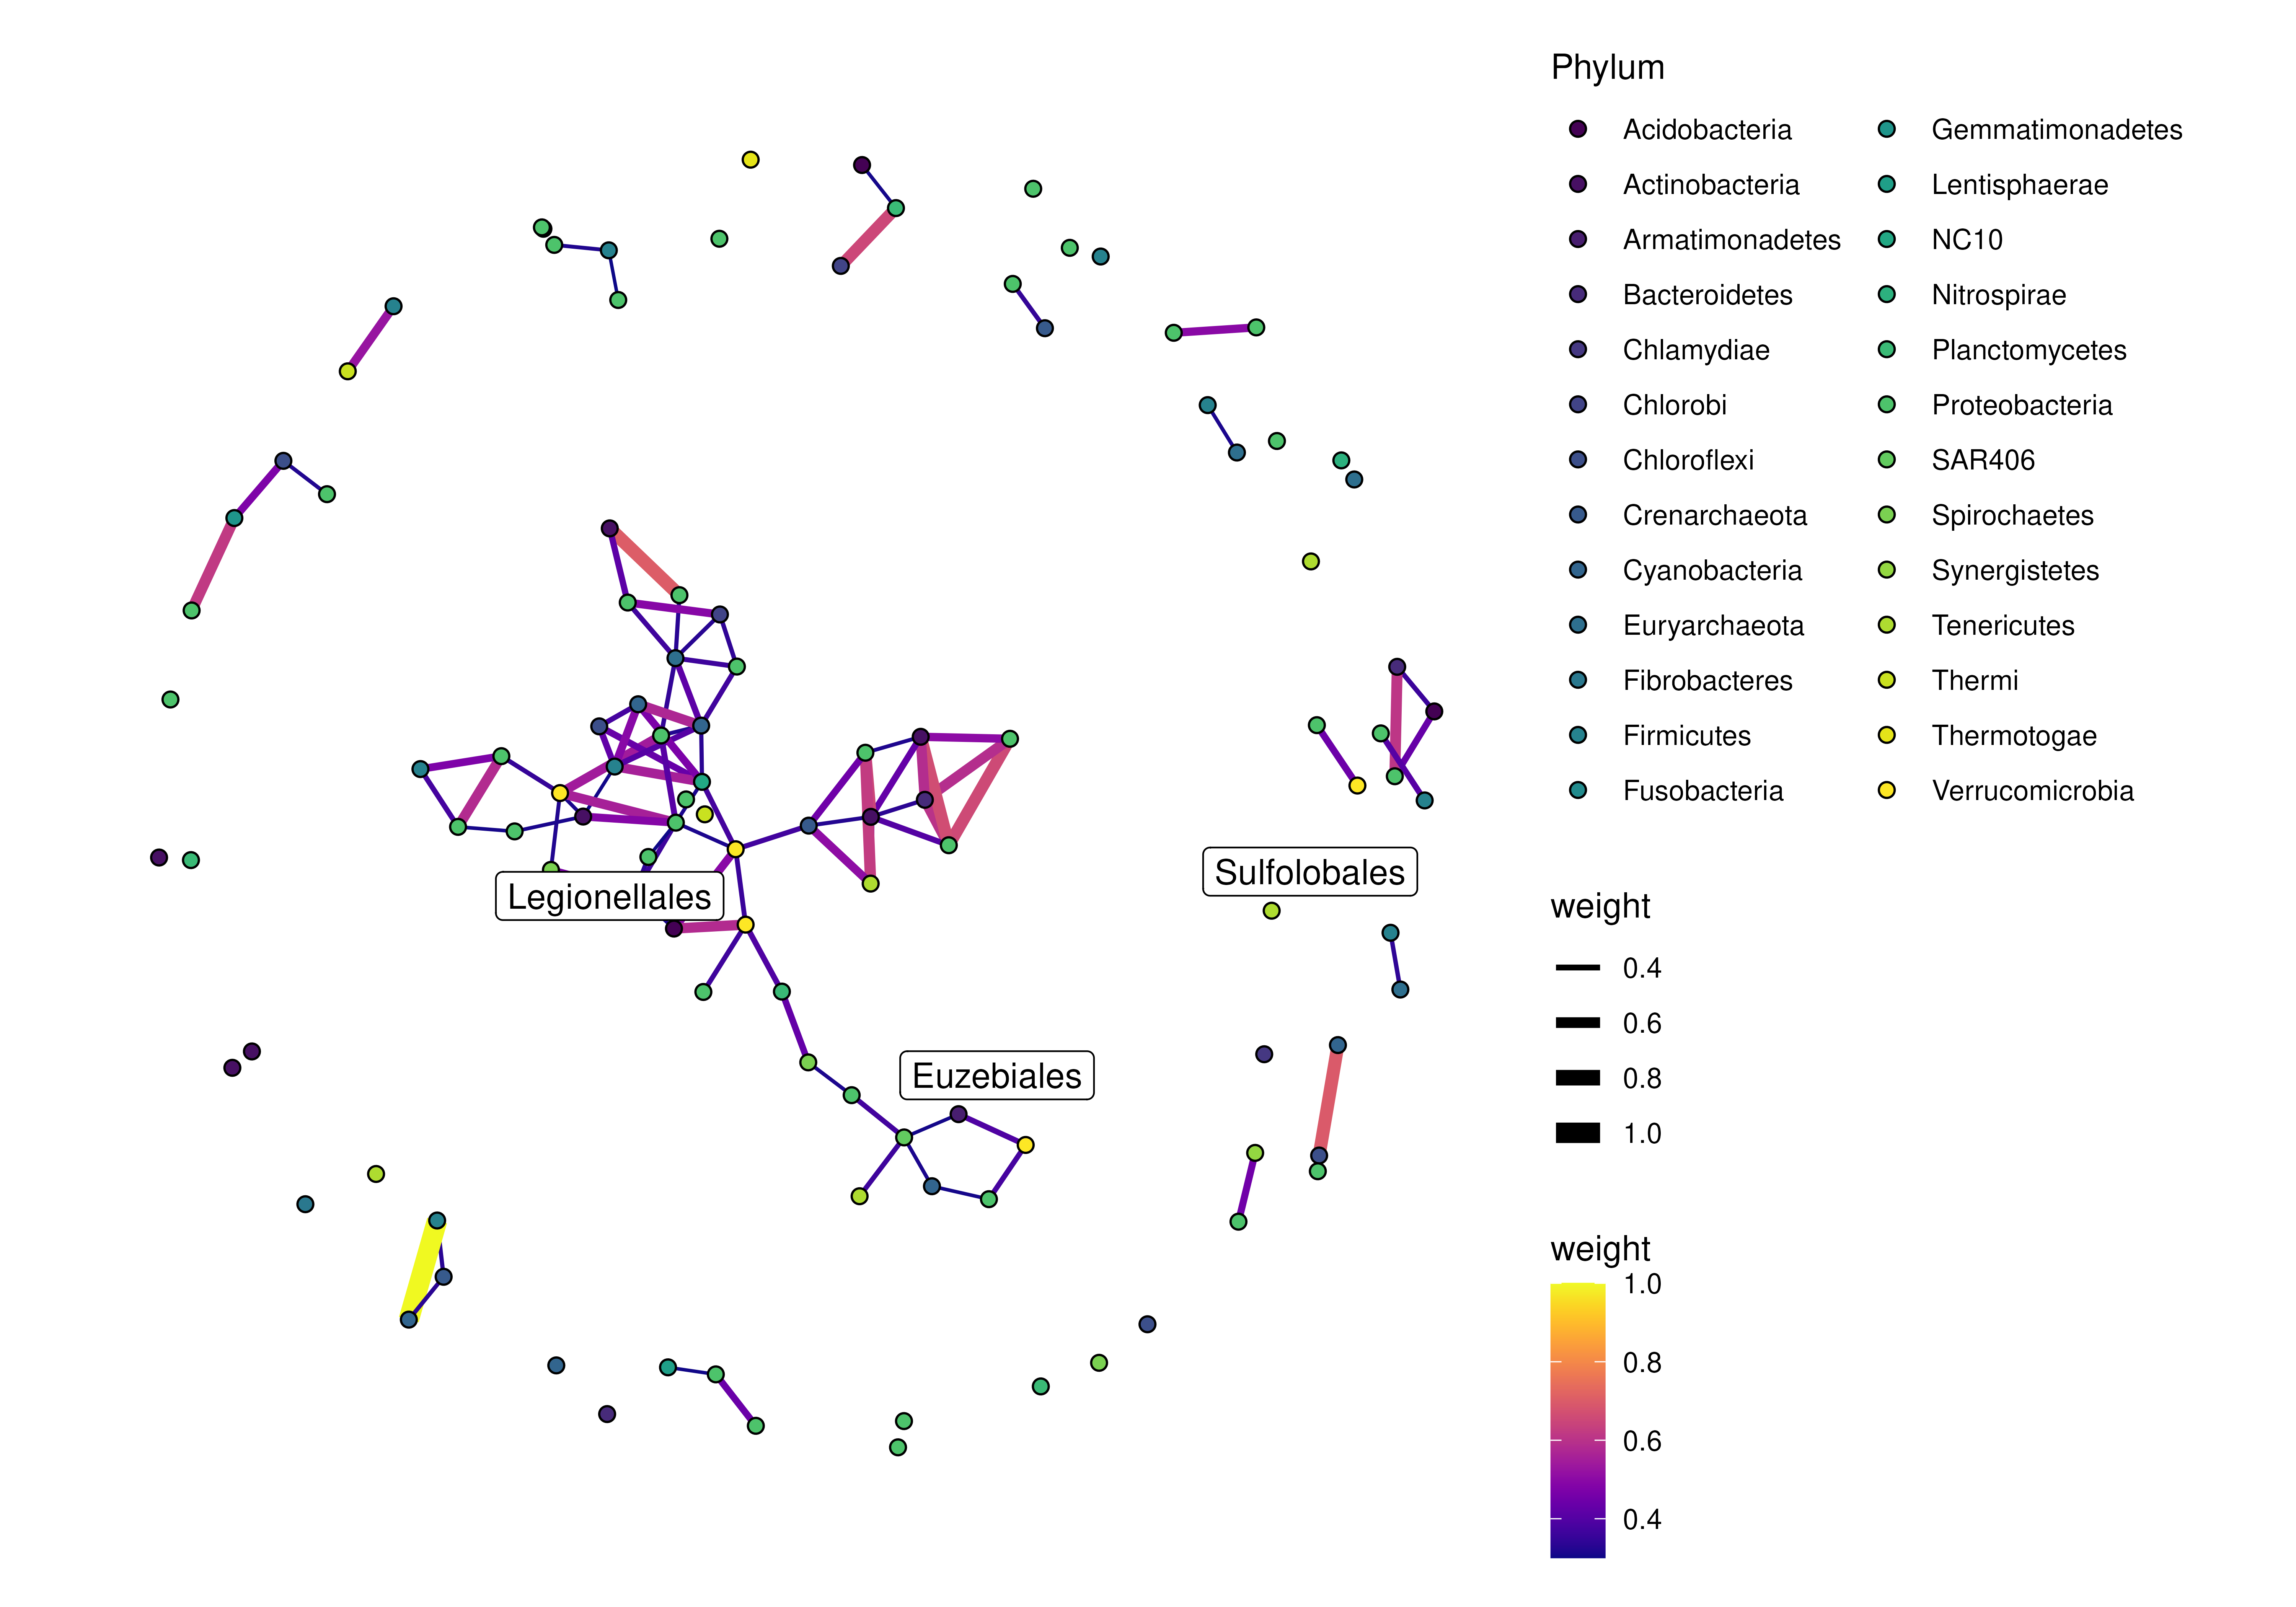 Phylum
Acidobacteria
Actinobacteria
Armatimonadetes
Bacteroidetes
Chlamydiae
Chlorobi
Chloroflexi
Crenarchaeota
Cyanobacteria
Euryarchaeota
Fibrobacteres
Firmicutes
Fusobacteria
Gemmatimonadetes
Lentisphaerae
NC10
Nitrospirae
Planctomycetes
Proteobacteria
SAR406
Spirochaetes
Synergistetes
Tenericutes
Thermi
Thermotogae
Verrucomicrobia
Sulfolobales
Legionellales
Euzebiales
weight
0.4
0.6
0.8
1.0
weight
1.0
0.8
0.6
0.4